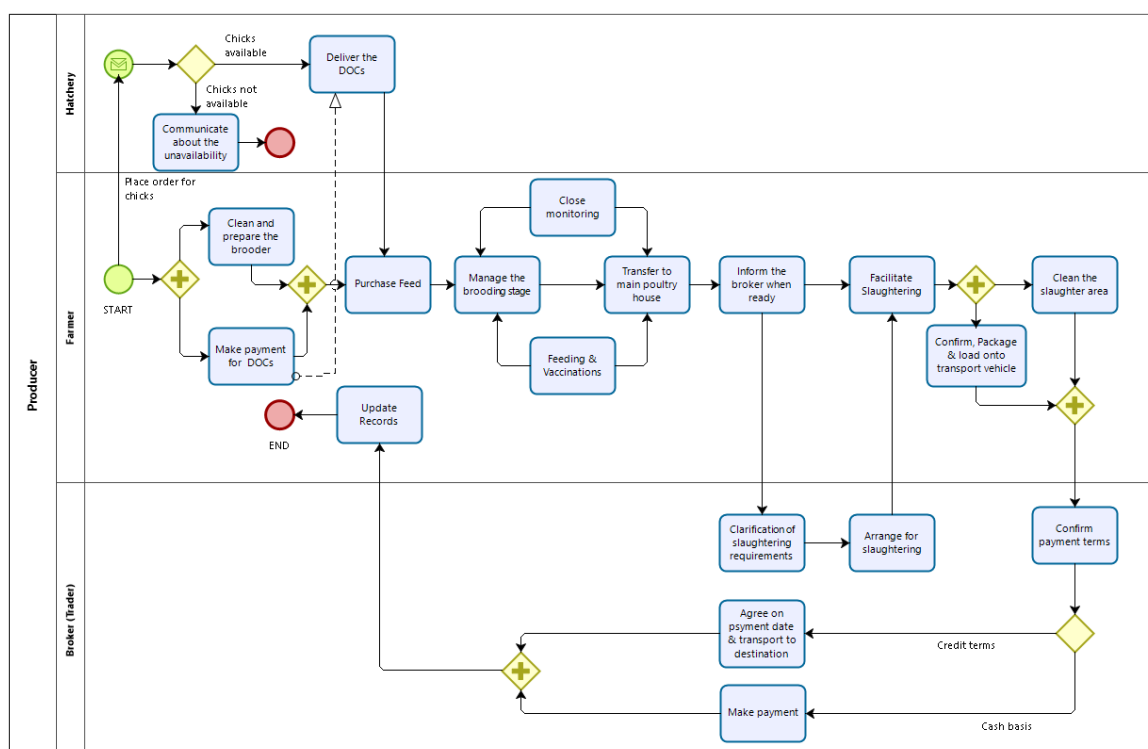 Producer
Hatchery
Chicks
available
Deliver the
DOCs
Chicks not
available
Communicate
about the
unavailability
Farmer
Place order for
chicks
START
Clean and
prepare the
brooder
Make payment
for DOCs
Purchase Feed
Close
monitoring
Manage the
brooding stage
Feeding &
Vaccinations
Transfer to
main poultry
house
Inform the
broker when
ready
Facilitate
Slaughtering
Clean the
slaughter area
Confirm, Package
& load onto
transport vehicle
Update
Records
END
Broker (Trader)
Clarification of
slaughtering
requirements
Arrange for
slaughtering
Confirm
payment terms
Agree on
psyment date
& transport to
destination
Credit terms
Make payment
Cash basis